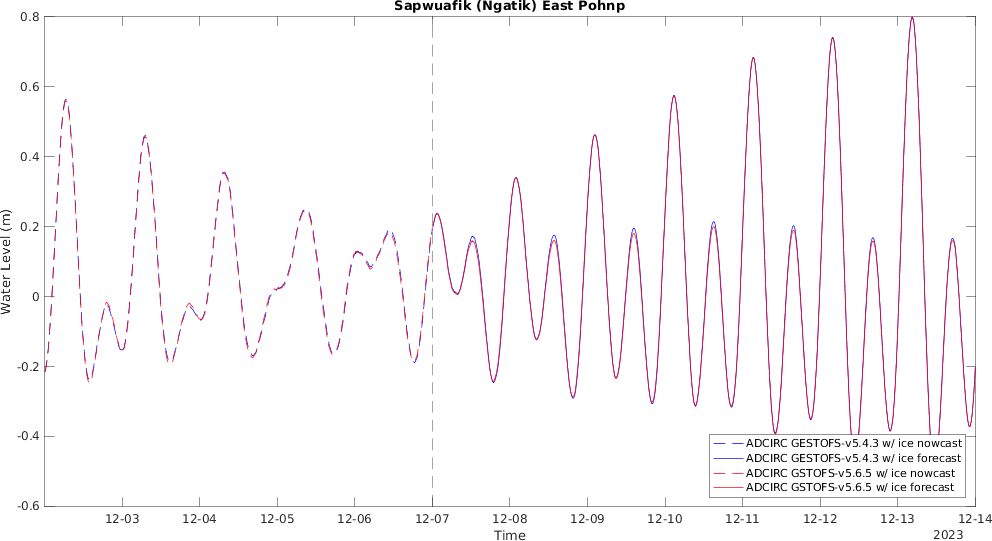 Sapwuafik (Ngatik) East Pohnp
Water Level (m)
0.8
0.6
0.4
0.2
0
-0.2
-0.4
-0.6
ADCIRC GESTOFS-v5.4.3 w/ ice nowcast
ADCIRC GESTOFS-v5.4.3 w/ ice forecast
ADCIRC GSTOFS-v5.6.5 w/ ice nowcast
ADCIRC GSTOFS-v5.6.5 w/ ice forecast
12-03 12-04 12-05 12-06 12-07 12-08 12-09 12-10 12-11 12-12 12-13 12-14
Time
2023